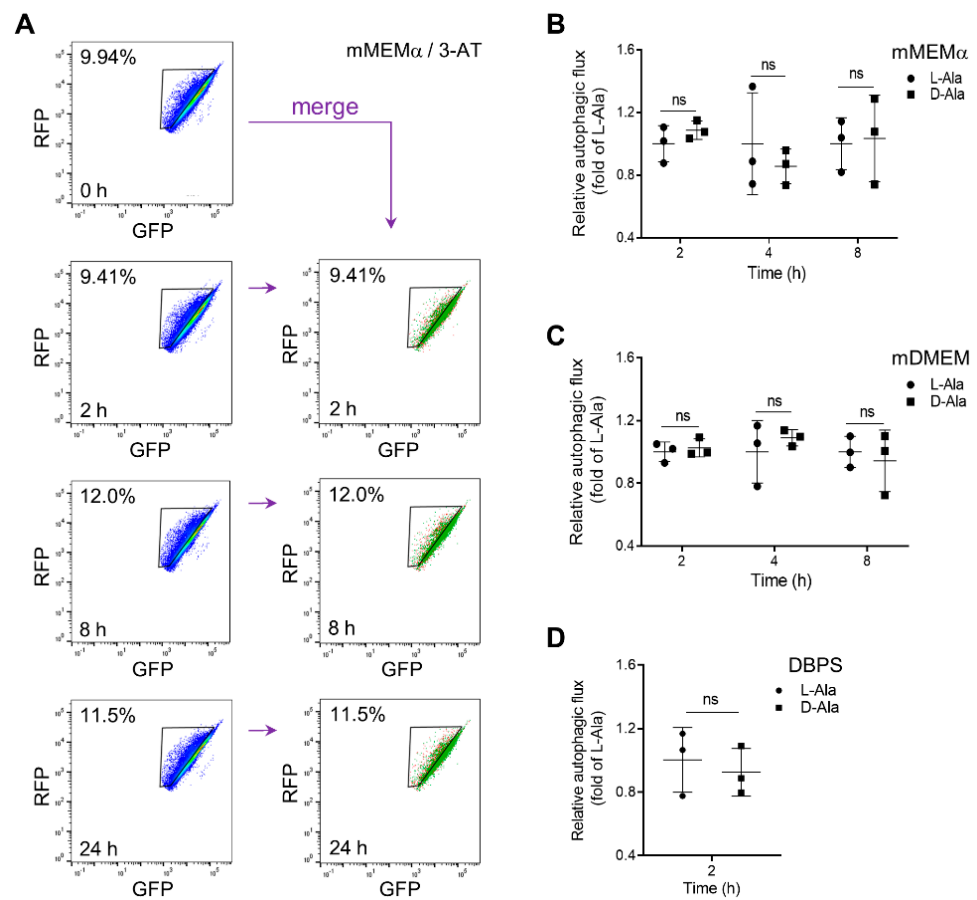 A
mMEMα / 3-AT
9.94%
RFP
0 h
GFP
merge
9.41%
RFP
2 h
GFP
9.41%
RFP
2 h
GFP
12.0%
RFP
8 h
GFP
12.0%
RFP
8 h
GFP
11.5%
RFP
24 h
GFP
11.5%
RFP
24 h
GFP
B
mMEMα
L-Ala
D-Ala
Relative autophagic flux
(fold of L-Ala)
1.6
1.2
0.8
0.4
ns
ns
ns
2
4
8
Time (h)
C
mDMEM
L-Ala
D-Ala
Relative autophagic flux
(fold of L-Ala)
1.6
1.2
0.8
0.4
ns
ns
ns
2
4
8
Time (h)
D
DBPS
L-Ala
D-Ala
Relative autophagic flux
(fold of L-Ala)
1.6
1.2
0.8
0.4
ns
2
Time (h)